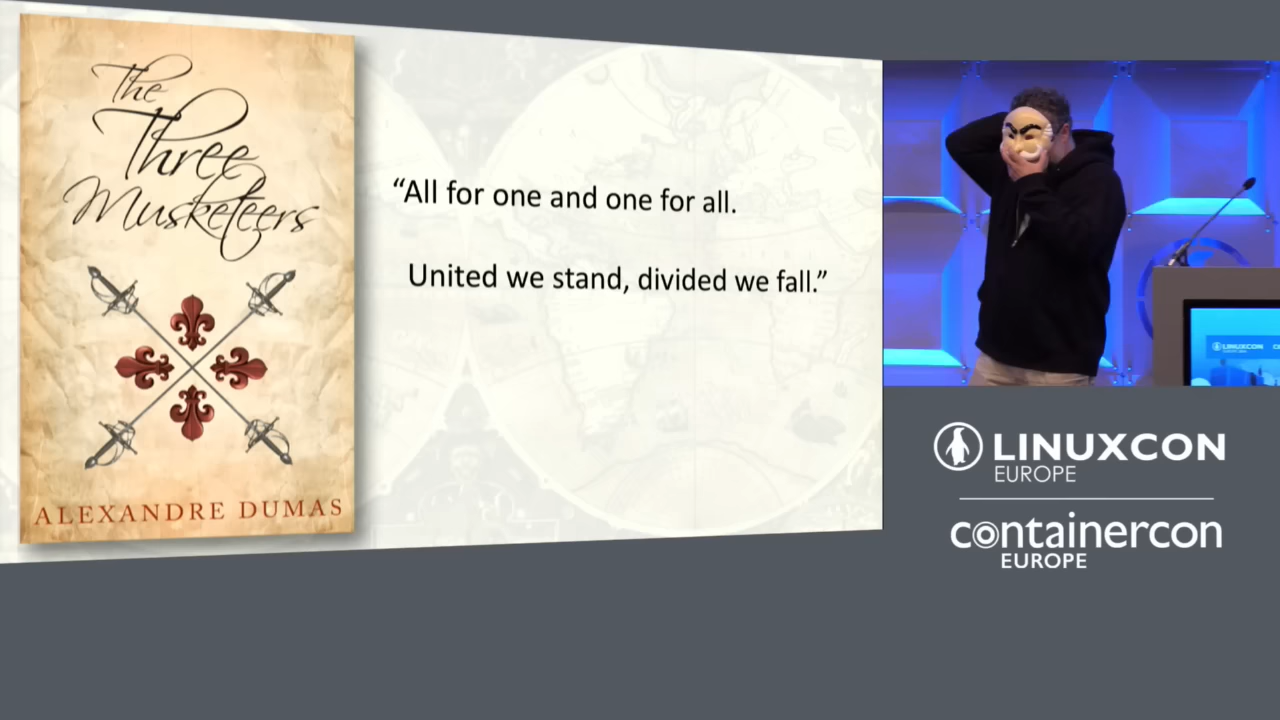 The
Three
Musketeers
ALEXANDRE DUMAS
“All for one and one for all.
United we stand, divided we fall.”
LINUXCON
LINUXCON
EUROPE
containercon
EUROPE